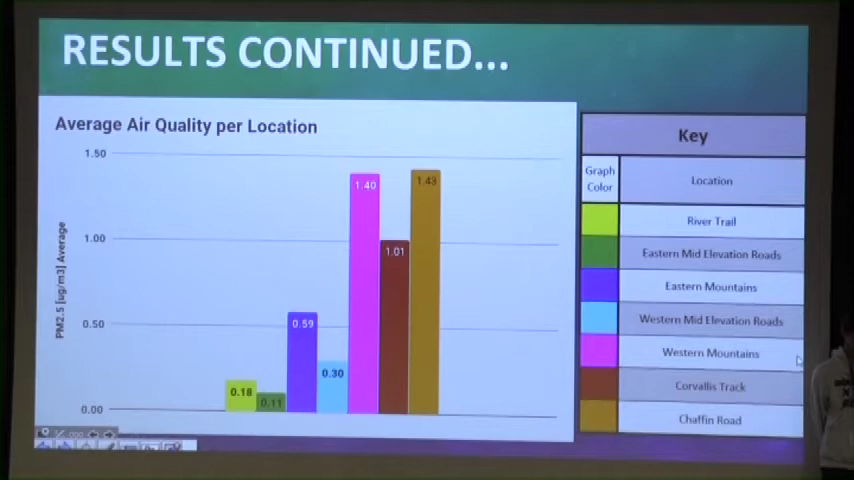 RESULTS CONTINUED...
Average Air Quality per Location
PM2.5 [ug/m3] Average
1.50
1.00
0.50
0.00
0.18
0.11
0.59
0.30
1.40
1.01
1.43
Key
Graph Color
Location
River Trail
Eastern Mid Elevation Roads
Eastern Mountains
Western Mid Elevation Roads
Western Mountains
Corvallis Track
Chaffin Road